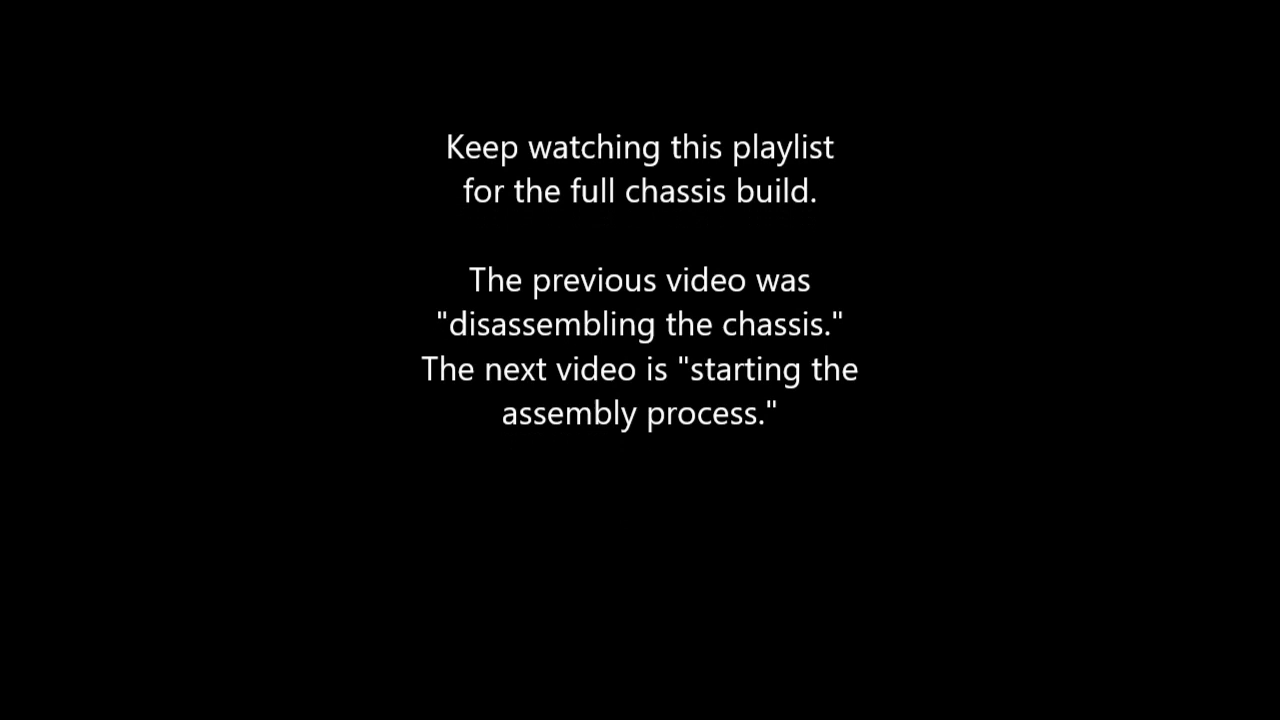 Keep watching this playlist
for the full chassis build.
The previous video was
"disassembling the chassis."
The next video is "starting the
assembly process."